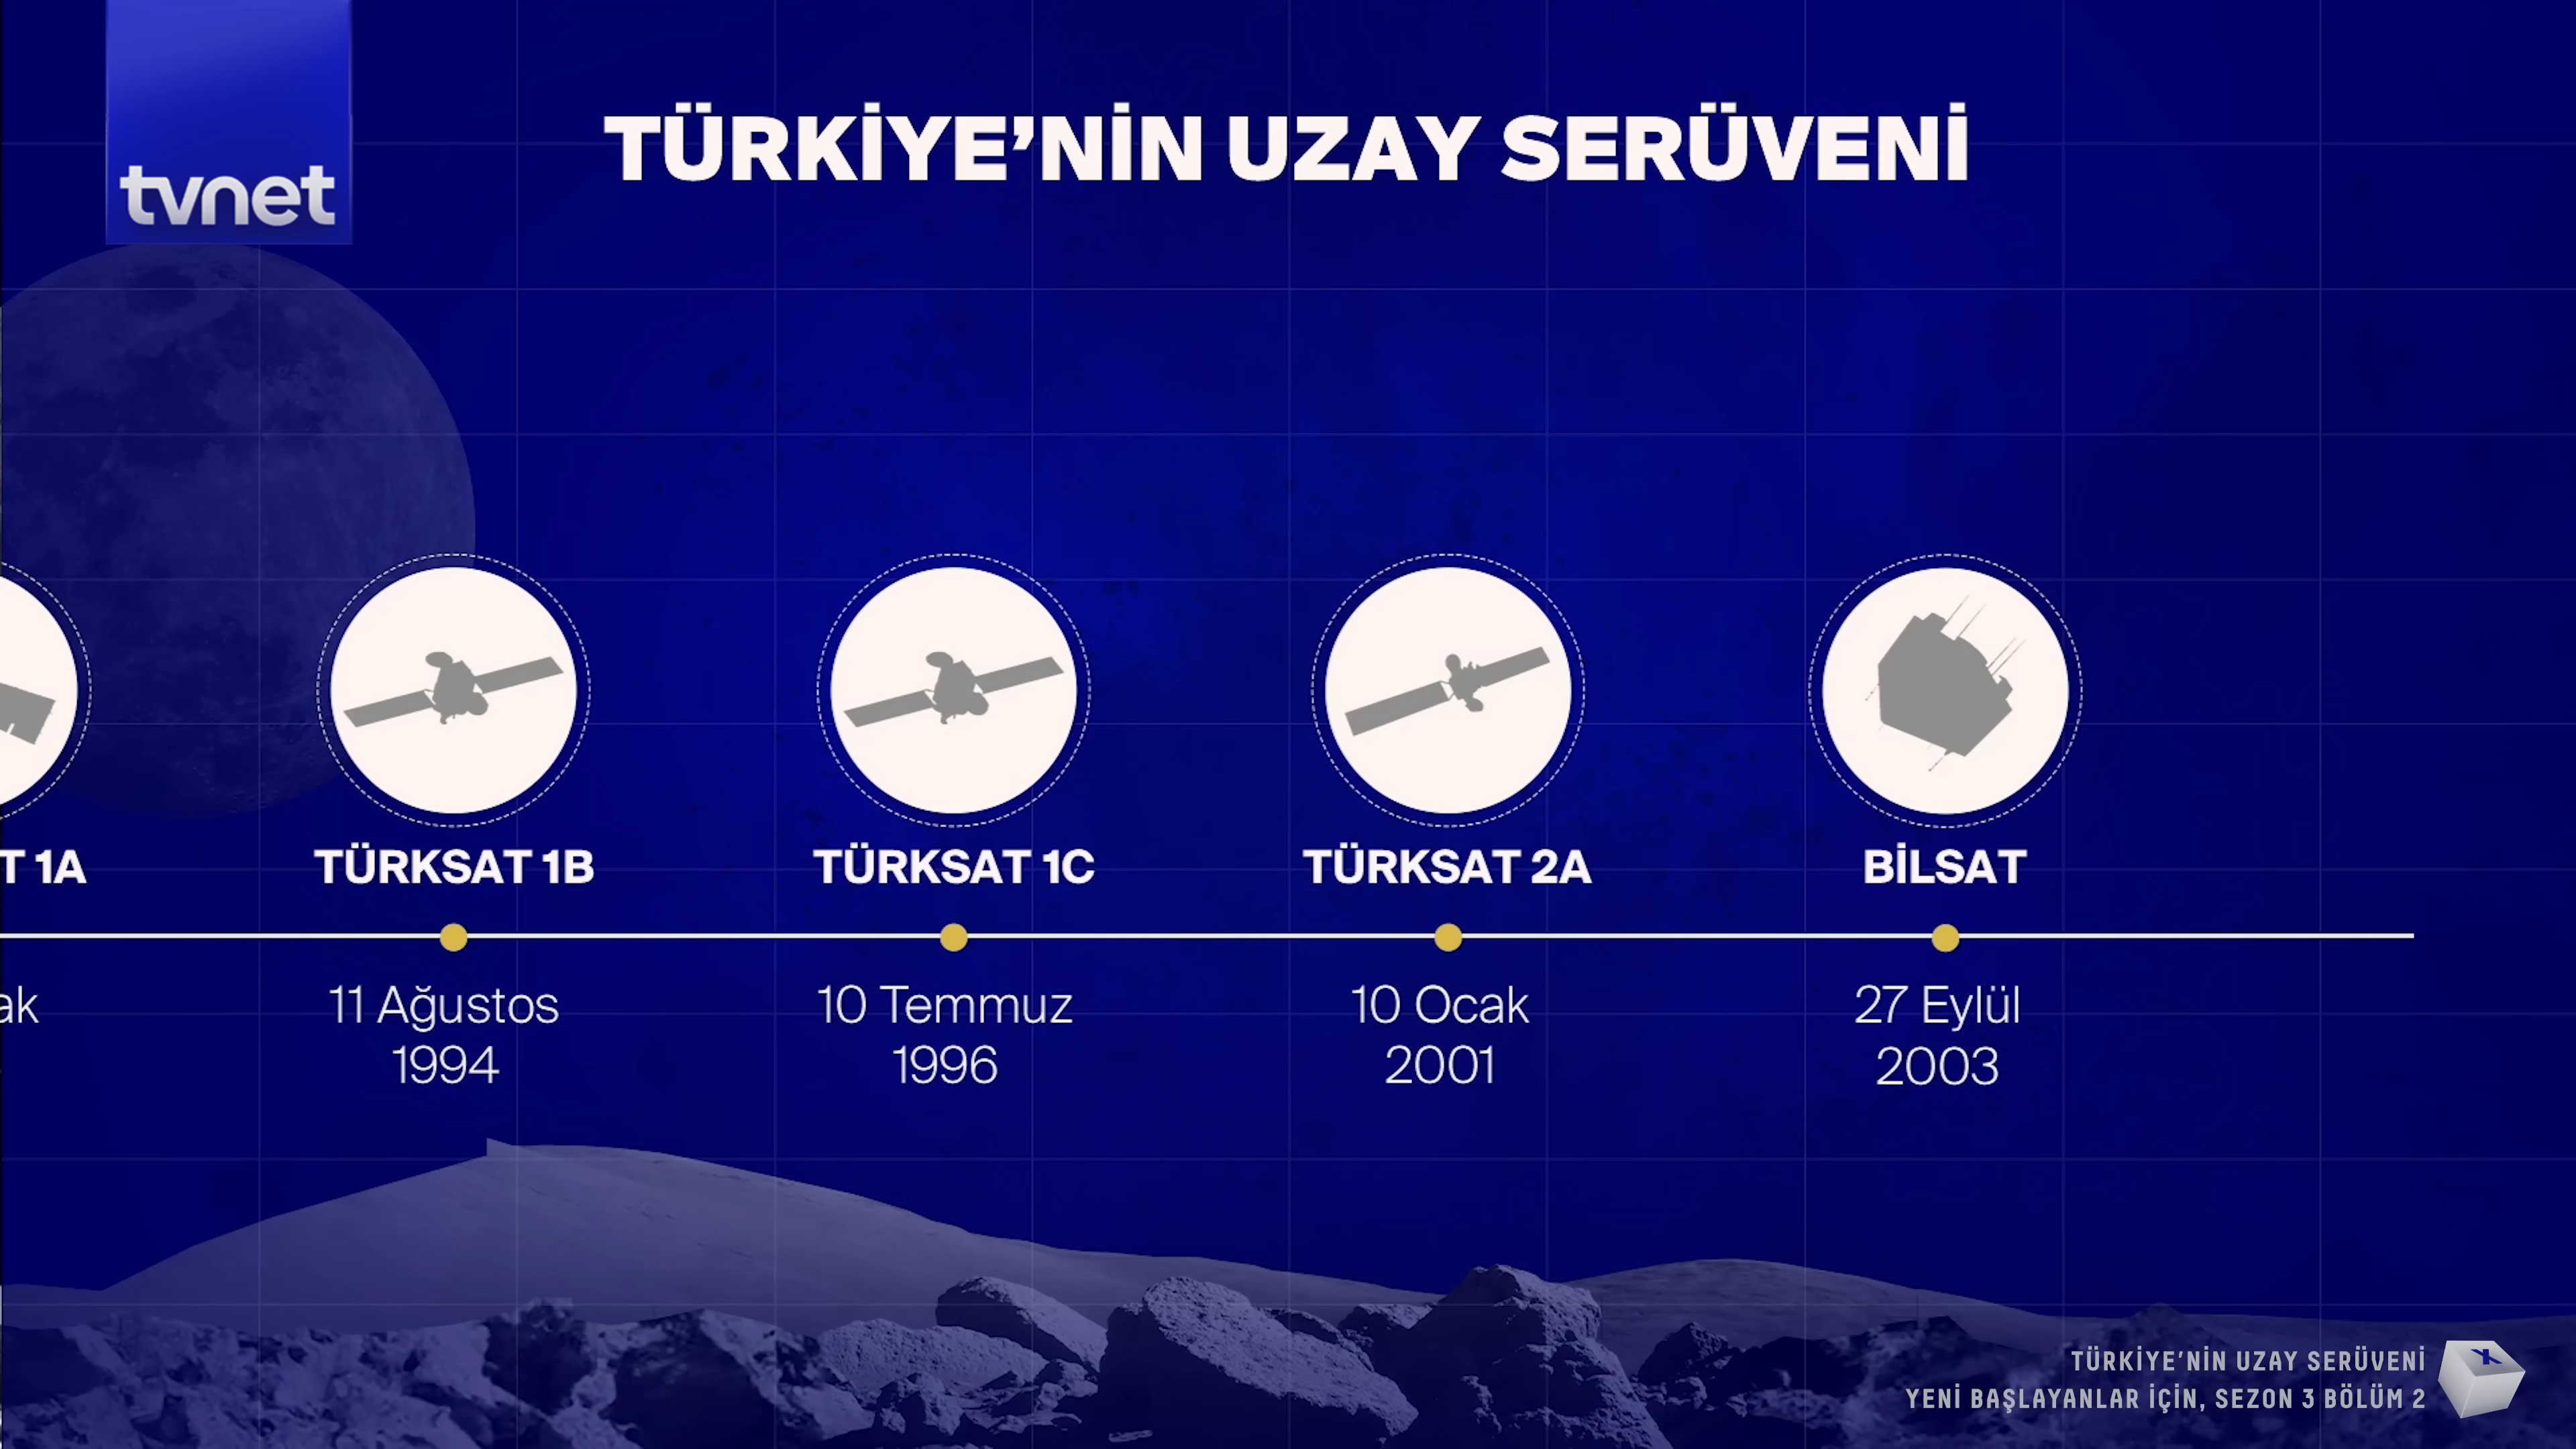 tvnet
TÜRKİYE’NİN UZAY SERÜVENİ
T 1A
TÜRKSAT 1B
TÜRKSAT 1C
TÜRKSAT 2A
BİLSAT
ak
11 Ağustos
1994
10 Temmuz
1996
10 Ocak
2001
27 Eylül
2003
TÜRKİYE’NİN UZAY SERÜVENİ
YENİ BAŞLAYANLAR İÇİN, SEZON 3 BÖLÜM 2